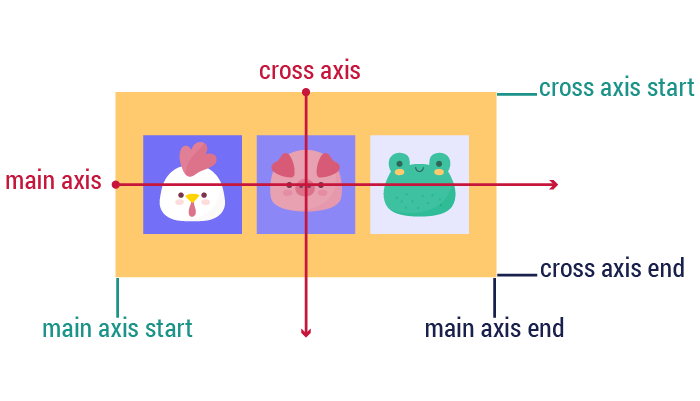 cross axis
cross axis start
main axis
cross axis end
main axis start
main axis end